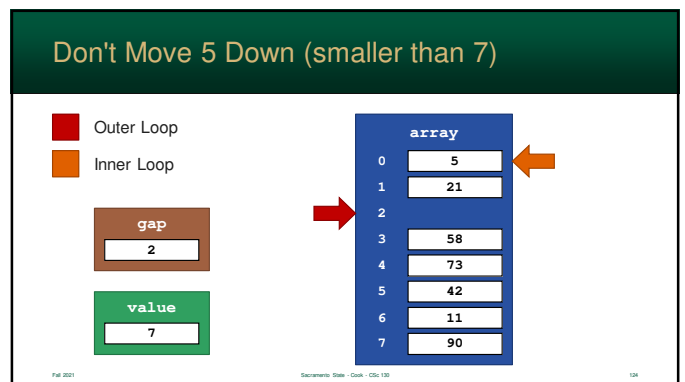 Don't Move 5 Down (smaller than 7)
Outer Loop
Inner Loop
gap
2
value
7
array
0 5
1 21
2
3 58
4 73
5 42
6 11
7 90
Fall 2021
Sacramento State - Cook - CSc 130
124